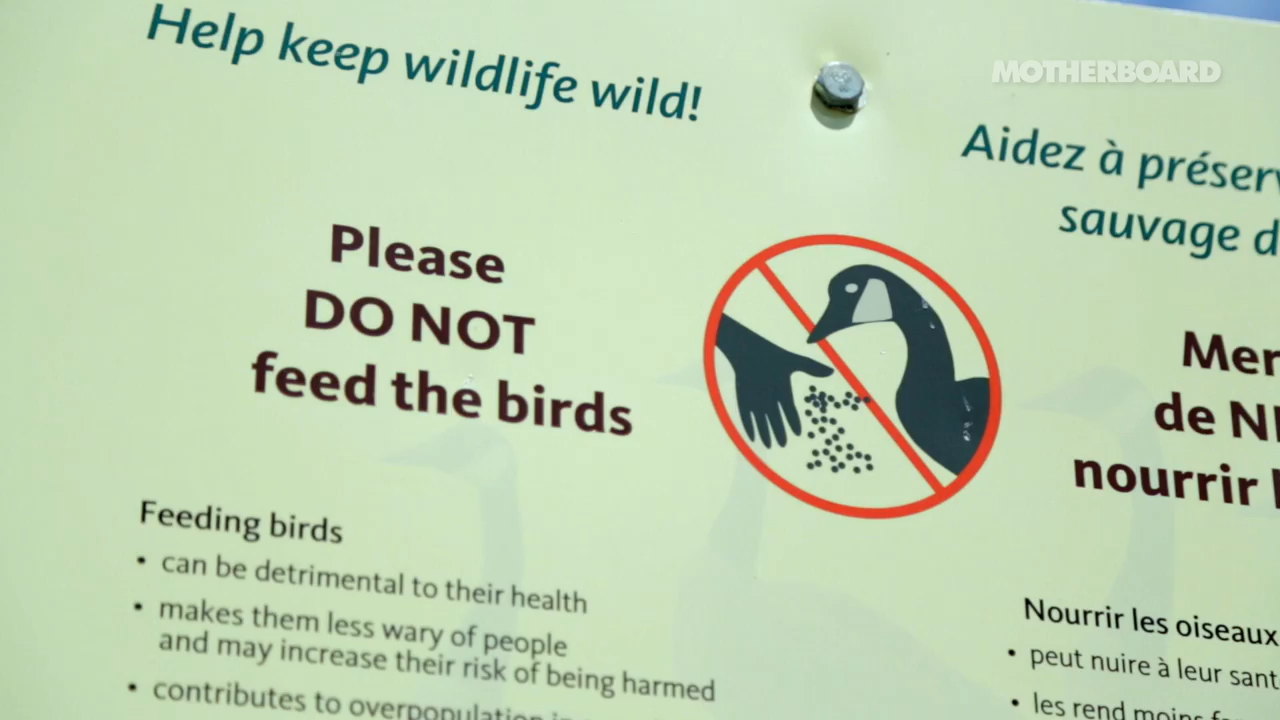 Help keep wildlife wild!
Please
DO NOT
feed the birds
Feeding birds
• can be detrimental to their health
• makes them less wary of people
and may increase their risk of being harmed
• contributes to overpopulation
MOTHERBOARD
Aidez à préserv
sauvage d
Mer
de N
nourrir
Nourrir les oiseaux
• peut nuire à leur sant
• les rend moins